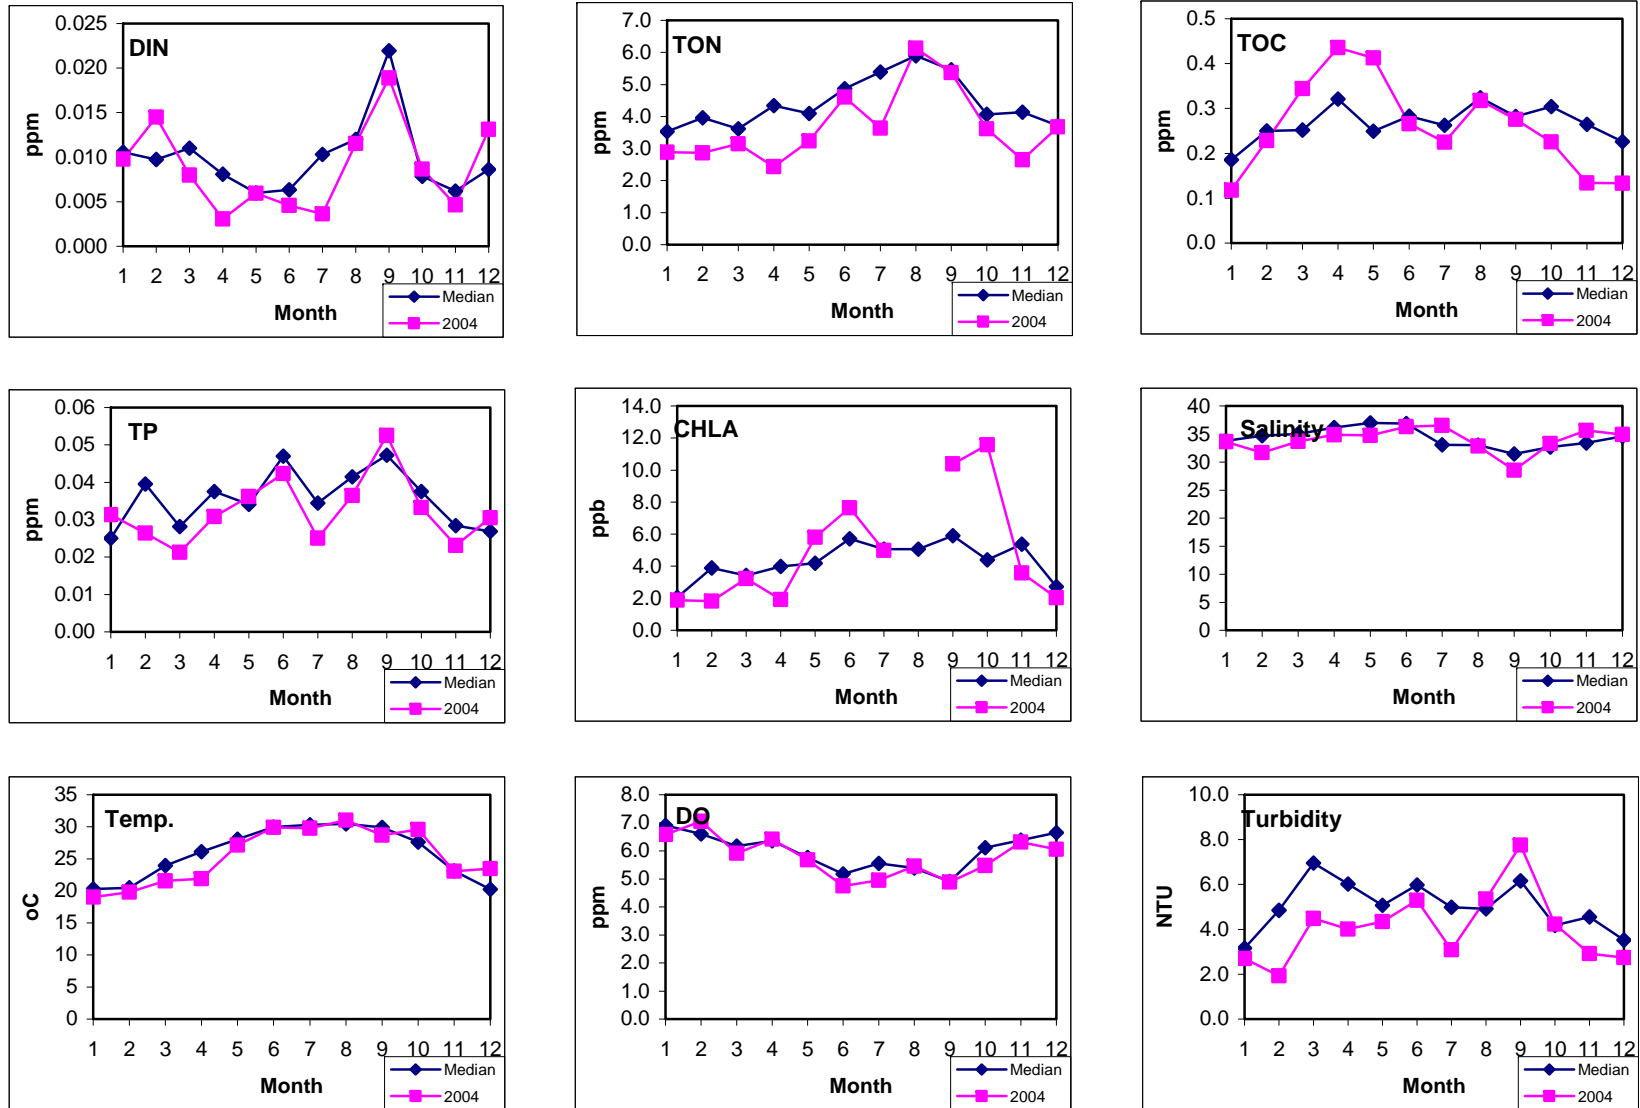 DIN
ppm
0.025
0.020
0.015
0.010
0.005
0.000
1 2 3 4 5 6 7 8 9 10 11 12
Month
Median
2004
TON
ppm
7.0
6.0
5.0
4.0
3.0
2.0
1.0
0.0
1 2 3 4 5 6 7 8 9 10 11 12
Month
Median
2004
TOC
ppm
0.5
0.4
0.3
0.2
0.1
0.0
1 2 3 4 5 6 7 8 9 10 11 12
Month
Median
2004
TP
ppm
0.06
0.05
0.04
0.03
0.02
0.01
0.00
1 2 3 4 5 6 7 8 9 10 11 12
Month
Median
2004
CHLA
ppb
14.0
12.0
10.0
8.0
6.0
4.0
2.0
0.0
1 2 3 4 5 6 7 8 9 10 11 12
Month
Median
2004
Salinity
40
35
30
25
20
15
10
5
0
1 2 3 4 5 6 7 8 9 10 11 12
Month
Median
2004
Temp.
oC
35
30
25
20
15
10
5
0
1 2 3 4 5 6 7 8 9 10 11 12
Month
Median
2004
DO
ppm
8.0
7.0
6.0
5.0
4.0
3.0
2.0
1.0
0.0
1 2 3 4 5 6 7 8 9 10 11 12
Month
Median
2004
Turbidity
NTU
10.0
8.0
6.0
4.0
2.0
0.0
1 2 3 4 5 6 7 8 9 10 11 12
Month
Median
2004